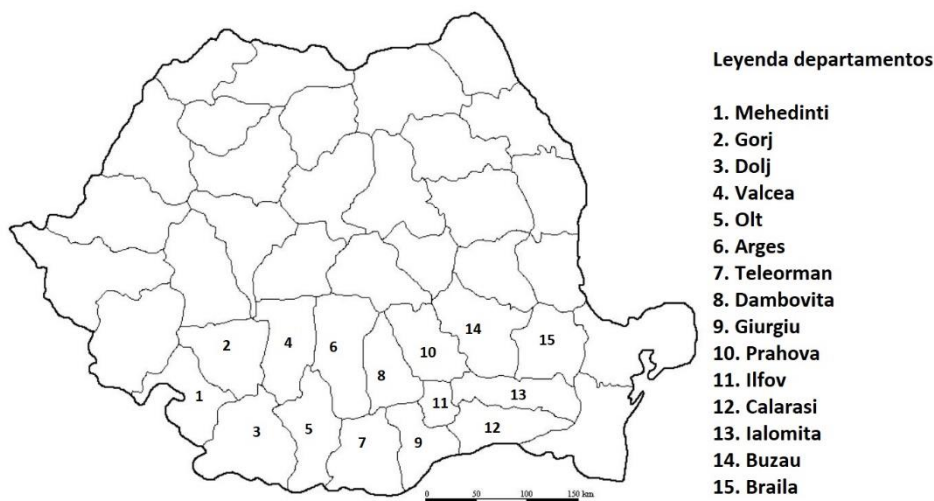 Leyenda departamentos
1. Mehedinti
2. Gorj
3. Dolj
4. Valcea
5. Olt
6. Arges
7. Teleorman
8. Dambovita
9. Giurgiu
10. Prahova
11. Ilfov
12. Calarasi
13. Ialomita
14. Buzau
15. Braila
14
15
2
4
6
10
8
13
1
11
12
3
5
7
9
0 50 100 150 km